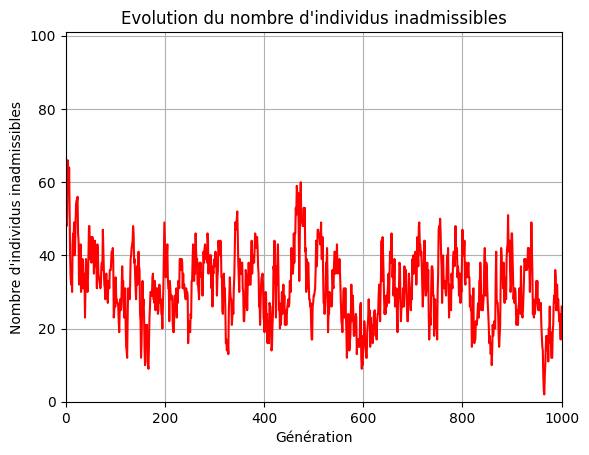 Evolution du nombre d'individus inadmissibles
100
80
60
40
20
0
Nombre d'individus inadmissibles
0 200 400 600 800 1000
Génération